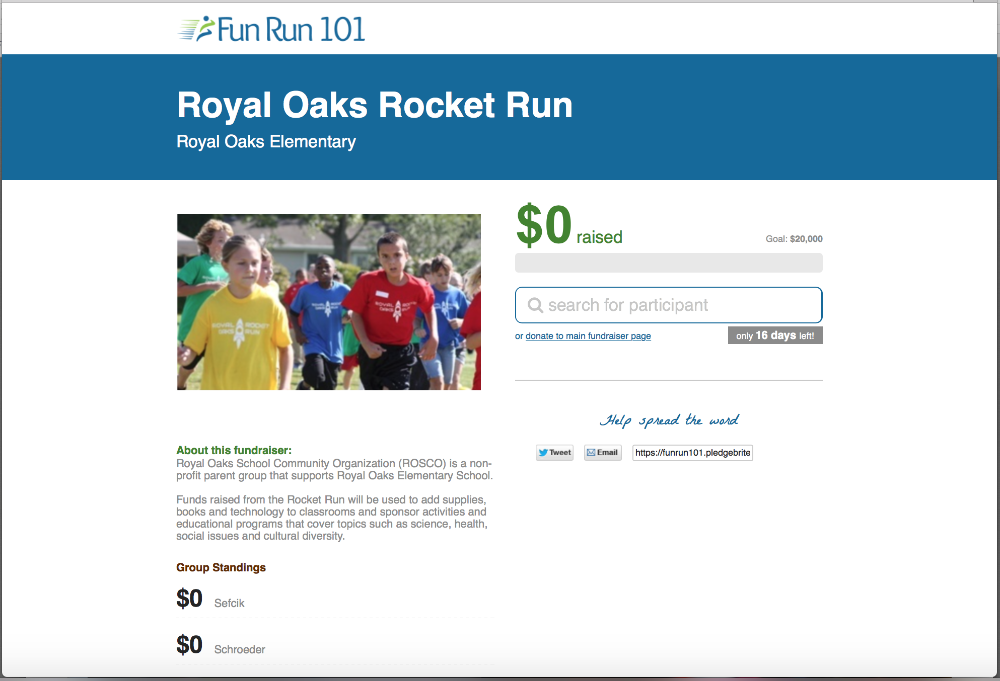 Fun Run 101
Royal Oaks Rocket Run
Royal Oaks Elementary
$0 raised
Goal: $20,000
search for participant
or donate to main fundraiser page
only 16 days left!
ROYAL ROCKET
OAKS RUN
ROYAL
OAKS
Help spread the word
Tweet
Email
https://funrun101.pledgebrite
About this fundraiser:
Royal Oaks School Community Organization (ROSCO) is a non-
profit parent group that supports Royal Oaks Elementary School.
Funds raised from the Rocket Run will be used to add supplies,
books and technology to classrooms and sponsor activities and
educational programs that cover topics such as science, health,
social issues and cultural diversity.
Group Standings
$0 Sefcik
$0 Schroeder